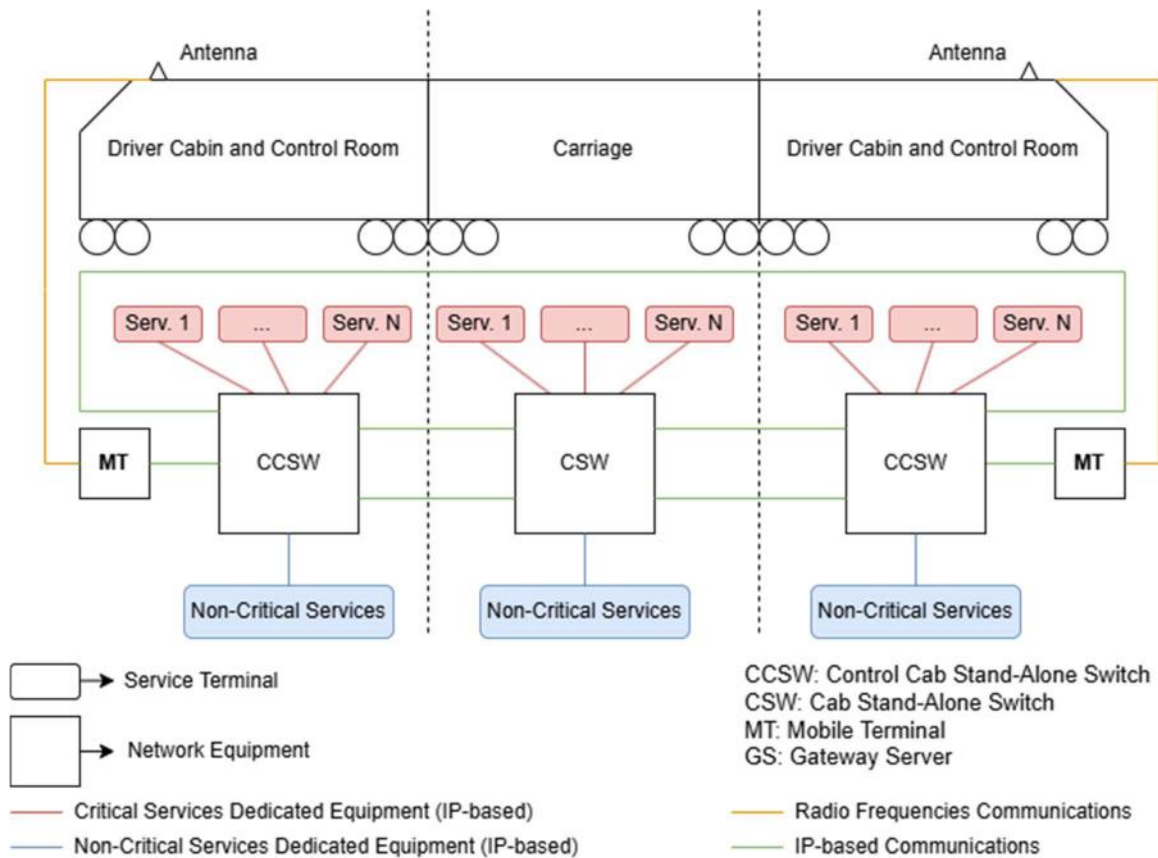 Antenna
Antenna
Driver Cabin and Control Room
Carriage
Driver Cabin and Control Room
Serv. 1
...
Serv. N
Serv. 1
...
Serv. N
Serv. 1
...
Serv. N
MT
CCSW
CSW
CCSW
MT
Non-Critical Services
Non-Critical Services
Non-Critical Services
Service Terminal
Network Equipment
CCSW: Control Cab Stand-Alone Switch
CSW: Cab Stand-Alone Switch
MT: Mobile Terminal
GS: Gateway Server
Critical Services Dedicated Equipment (IP-based)
Non-Critical Services Dedicated Equipment (IP-based)
Radio Frequencies Communications
IP-based Communications